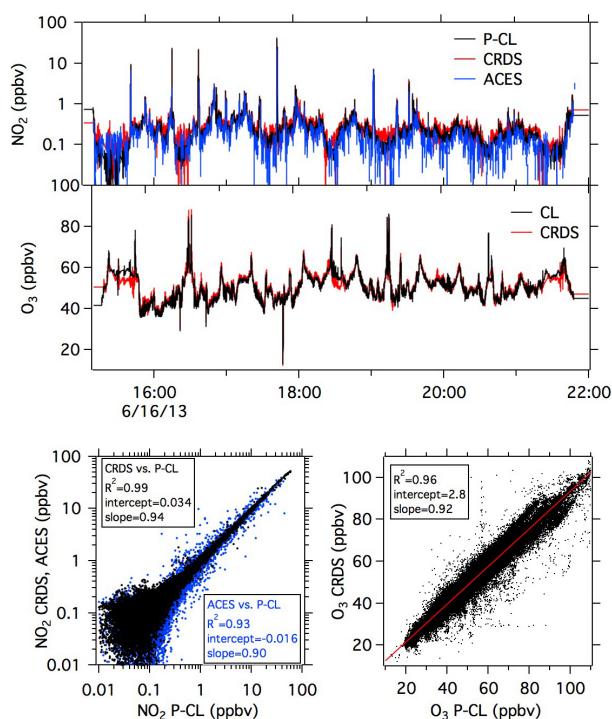 100
10
1
0.1
NO2 (ppbv)
P-CL
CRDS
ACES
100
80
60
40
20
O3 (ppbv)
CL
CRDS
16:00
18:00
20:00
22:00
6/16/13
100
10
1
0.1
0.01
NO2 CRDS, ACES (ppbv)
CRDS vs. P-CL
R2=0.99
intercept=0.034
slope=0.94
ACES vs. P-CL
R2=0.93
intercept=-0.016
slope=0.90
0.01
0.1
1
10
100
NO2 P-CL (ppbv)
100
80
60
40
20
O3 CRDS (ppbv)
R2=0.96
intercept=2.8
slope=0.92
20
40
60
80
100
O3 P-CL (ppbv)